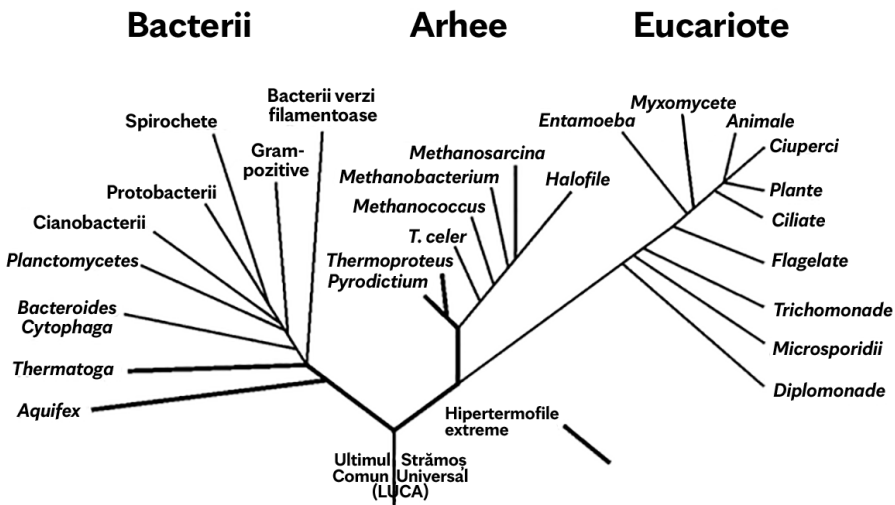 Bacterii
Arhee
Eucariote
Bacterii verzi
filamentoase
Spirochete
Gram-
pozitive
Protobacterii
Cianobacterii
Planctomycetes
Bacteroides
Cytophaga
Thermatoga
Aquifex
Methanosarcina
Methanobacterium
Halofile
Methanococcus
T. celer
Thermoproteus
Pyrodictium
Entamoeba
Myxomycete
Animale
Ciuperci
Plante
Ciliate
Flagelate
Trichomonade
Microsporidii
Diplomonade
Hipertermofile
extreme
Ultimul Strămoș
Comun Universal
(LUCA)